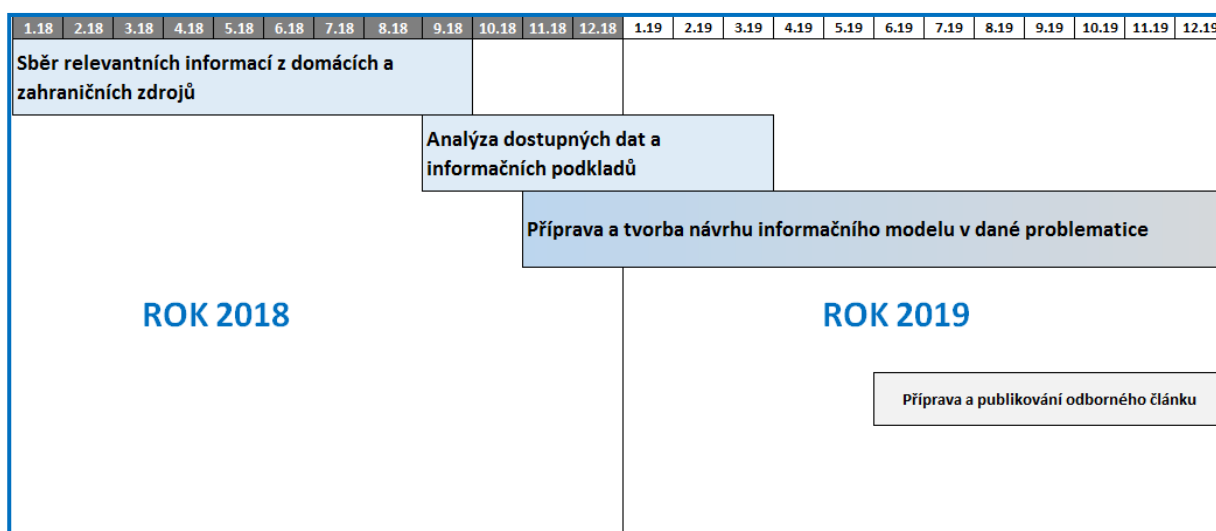 1.18 2.18 3.18 4.18 5.18 6.18 7.18 8.18 9.18 10.18 11.18 12.18 1.19 2.19 3.19 4.19 5.19 6.19 7.19 8.19 9.19 10.19 11.19 12.19
Sběr relevantních informací z domácích a
zahraničních zdrojů
Analýza dostupných dat a
informačních podkladů
Příprava a tvorba návrhu informačního modelu v dané problematice
ROK 2018
ROK 2019
Příprava a publikování odborného článku